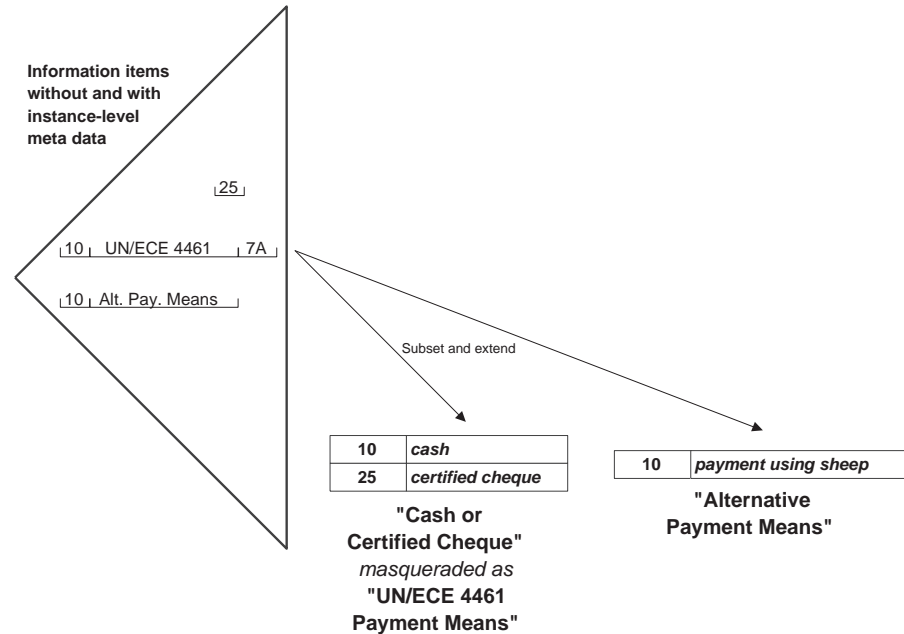 Information items
without and with
instance-level
meta data
25
10 UN/ECE 4461 7A
10 Alt. Pay. Means
Subset and extend
10 cash
25 certified cheque
"Cash or
Certified Cheque"
masqueraded as
"UN/ECE 4461
Payment Means"
10 payment using sheep
"Alternative
Payment Means"